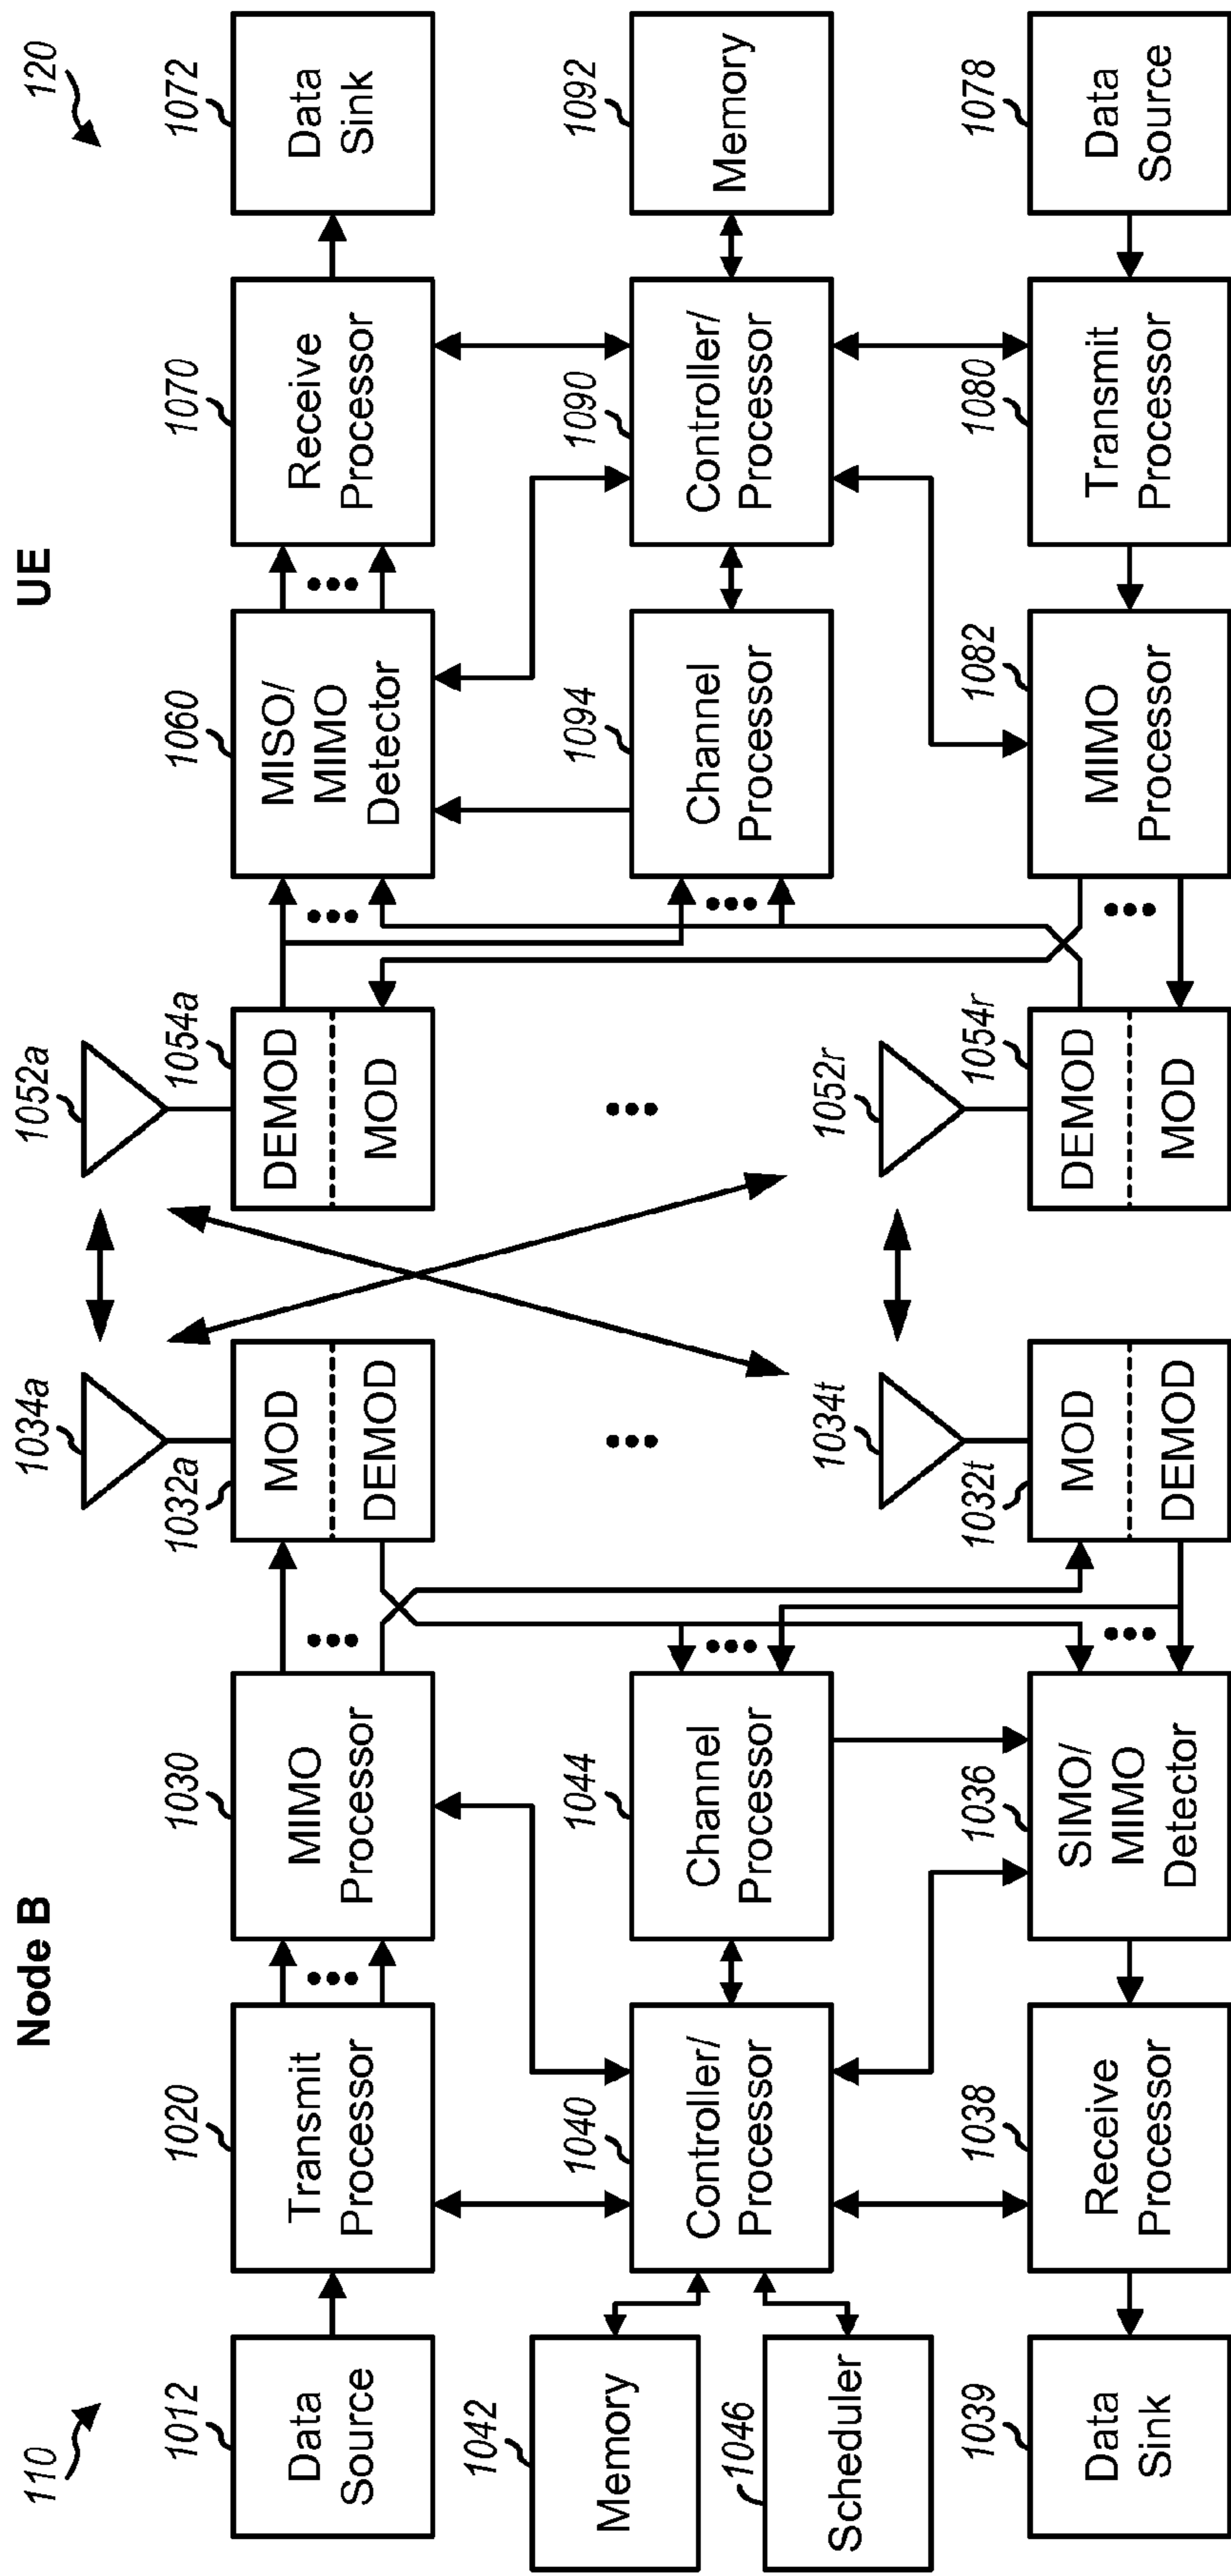 Node B
UE
110
120
1034a
1052a
1012
Data
Source
1020
Transmit
Processor
1030
MIMO
Processor
1032a
MOD
DEMOD
1054a
DEMOD
MOD
1060
MISO/
MIMO
Detector
1070
Receive
Processor
1072
Data
Sink
1042
Memory
1046
Scheduler
1040
Controller/
Processor
1044
Channel
Processor
1094
Channel
Processor
1090
Controller/
Processor
1092
Memory
1034t
1052r
1039
Data
Sink
1038
Receive
Processor
1036
SIMO/
MIMO
Detector
1032t
MOD
DEMOD
1054r
DEMOD
MOD
1082
MIMO
Processor
1080
Transmit
Processor
1078
Data
Source